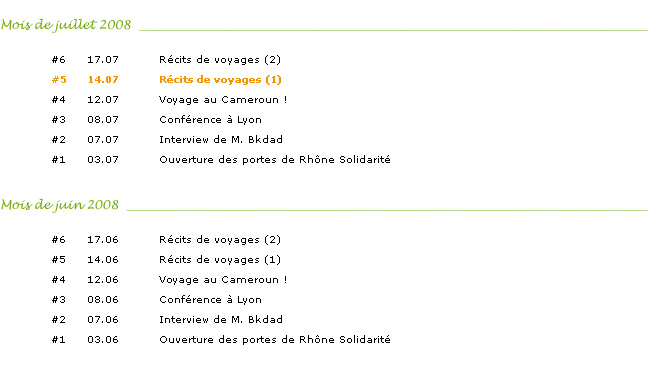 Mois de juillet 2008
#6 17.07 Récits de voyages (2)
#5 14.07 Récits de voyages (1)
#4 12.07 Voyage au Cameroun !
#3 08.07 Conférence à Lyon
#2 07.07 Interview de M. Bkdad
#1 03.07 Ouverture des portes de Rhône Solidarité
Mois de juin 2008
#6 17.06 Récits de voyages (2)
#5 14.06 Récits de voyages (1)
#4 12.06 Voyage au Cameroun !
#3 08.06 Conférence à Lyon
#2 07.06 Interview de M. Bkdad
#1 03.06 Ouverture des portes de Rhône Solidarité